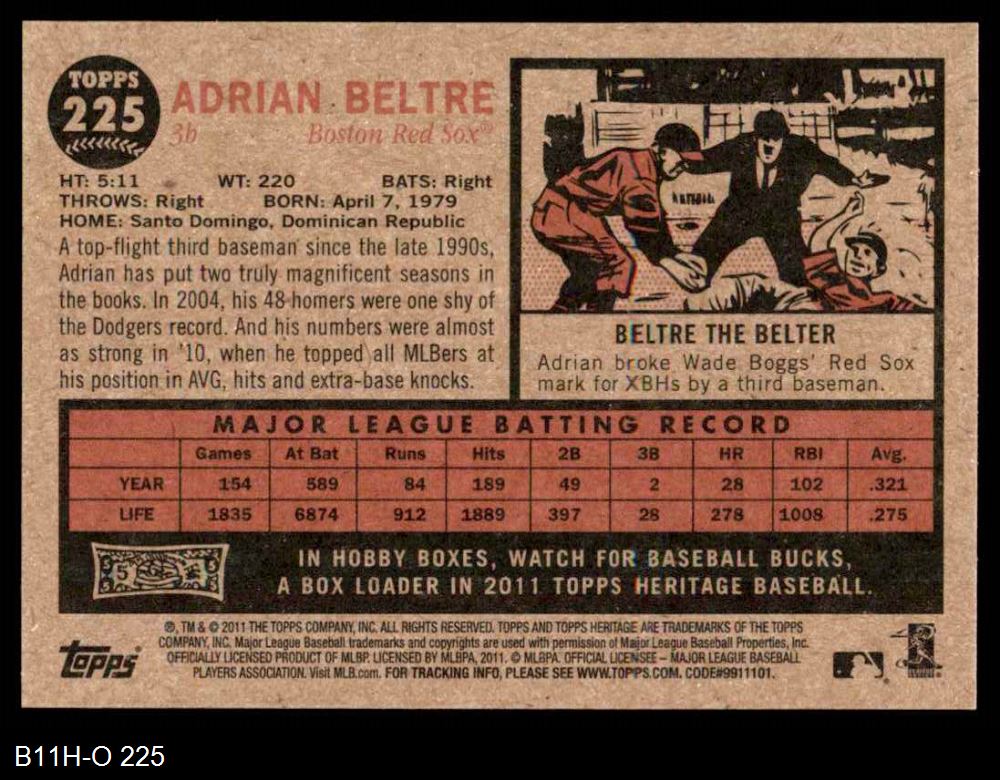 TOPPS
225
ADRIAN BELTRE
3b Boston Red Sox®
HT: 5:11 WT: 220 BATS: Right
THROWS: Right BORN: April 7, 1979
HOME: Santo Domingo, Dominican Republic
A top-flight third baseman since the late 1990s,
Adrian has put two truly magnificent seasons in
the books. In 2004, his 48 homers were one shy of
the Dodgers record. And his numbers were almost
as strong in '10, when he topped all MLBers at
his position in AVG, hits and extra-base knocks.
BELTRE THE BELTER
Adrian broke Wade Boggs' Red Sox
mark for XBHs by a third baseman.
MAJOR LEAGUE BATTING RECORD
Games At Bat Runs Hits 2B 3B HR RBI Avg.
YEAR 154 589 84 189 49 2 28 102 .321
LIFE 1835 6874 912 1889 397 28 278 1008 .275
5
IN HOBBY BOXES, WATCH FOR BASEBALL BUCKS,
A BOX LOADER IN 2011 TOPPS HERITAGE BASEBALL.
®, TM & © 2011 THE TOPPS COMPANY, INC. ALL RIGHTS RESERVED. TOPPS AND TOPPS HERITAGE ARE TRADEMARKS OF THE TOPPS
COMPANY, INC. Major League Baseball trademarks and copyrights are used with permission of Major League Baseball Properties, Inc.
OFFICIALLY LICENSED PRODUCT OF MLBP. LICENSED BY MLBPA, 2011. © MLBPA. OFFICIAL LICENSEE – MAJOR LEAGUE BASEBALL
PLAYERS ASSOCIATION. Visit MLB.com. FOR TRACKING INFO, PLEASE SEE WWW.TOPPS.COM. CODE#9911101.
topps
B11H-O 225